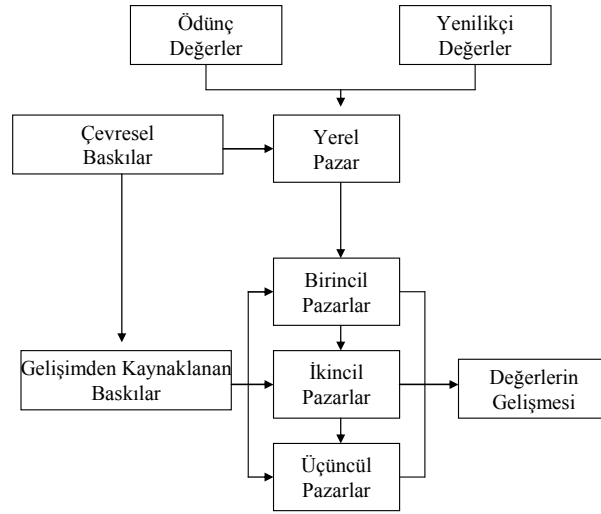 Ödünç
Değerler
Yenilikçi
Değerler
Çevresel
Baskılar
Yerel
Pazar
Birincil
Pazarlar
Gelişimden Kaynaklanan
Baskılar
İkincil
Pazarlar
Değerlerin
Gelişmesi
Üçüncül
Pazarlar